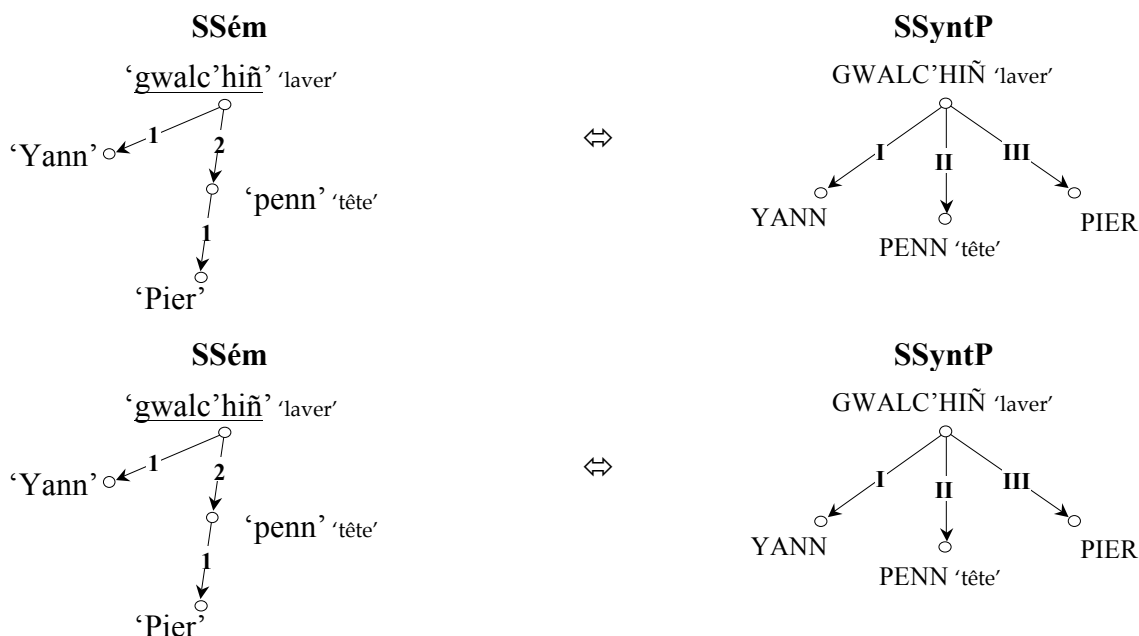 SSém SSyntP
‘gwalc’hiñ’ ‘laver’ GWALC’HIÑ ‘laver’
1 2 ⇔ I II III
‘Yann’ ‘penn’ ‘tête’ YANN PIER
1 PENN ‘tête’
‘Pier’
SSém SSyntP
‘gwalc’hiñ’ ‘laver’ GWALC’HIÑ ‘laver’
1 2 ⇔ I II III
‘Yann’ ‘penn’ ‘tête’ YANN PIER
1 PENN ‘tête’
‘Pier’